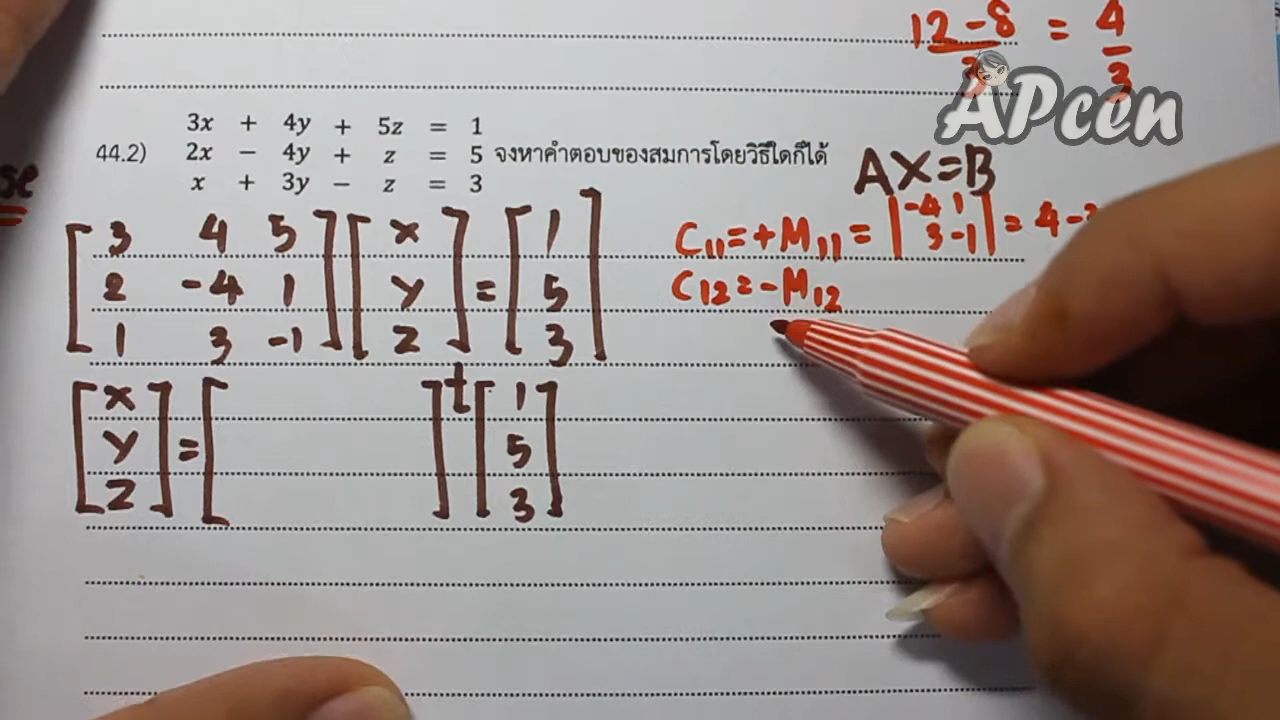 12-8 = 4
3 3
APcen
3x + 4y + 5z = 1
44.2) 2x − 4y + z = 5 จงหาคำตอบของสมการโดยวิธีใดก็ได้
x + 3y − z = 3
AX=B
[3 4 5] [x] = [1]
[2 -4 1] [y] = [5]
[1 3 -1] [z] = [3]
C11=+M11= |-4 1| = 4-3
|3 -1|
C12=-M12
[x] = [ ]t [1]
[y] [5]
[z] [3]